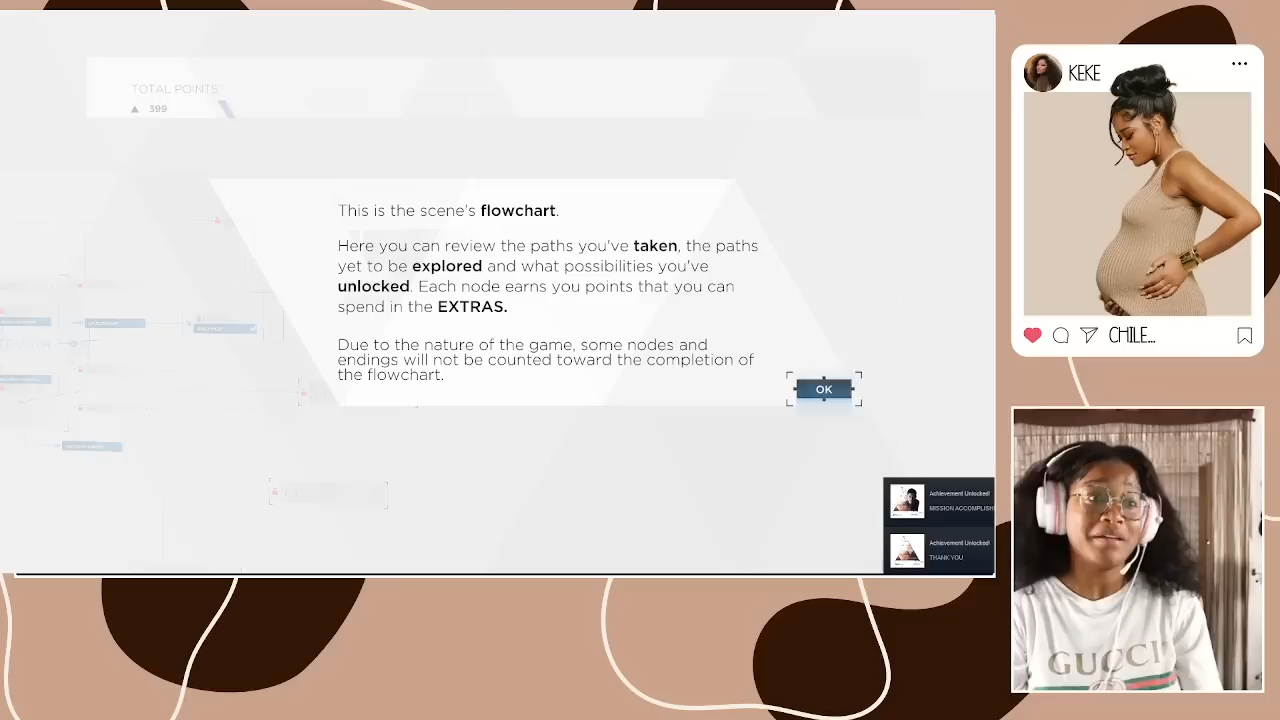 TOTAL POINTS
399
This is the scene's flowchart.
Here you can review the paths you've taken, the paths
yet to be explored and what possibilities you've
unlocked. Each node earns you points that you can
spend in the EXTRAS.
Due to the nature of the game, some nodes and
endings will not be counted toward the completion of
the flowchart.
OK
Achievement Unlocked!
MISSION ACCOMPLISH
Achievement Unlocked!
THANK YOU
KEKE
CHILE...
GUCCI